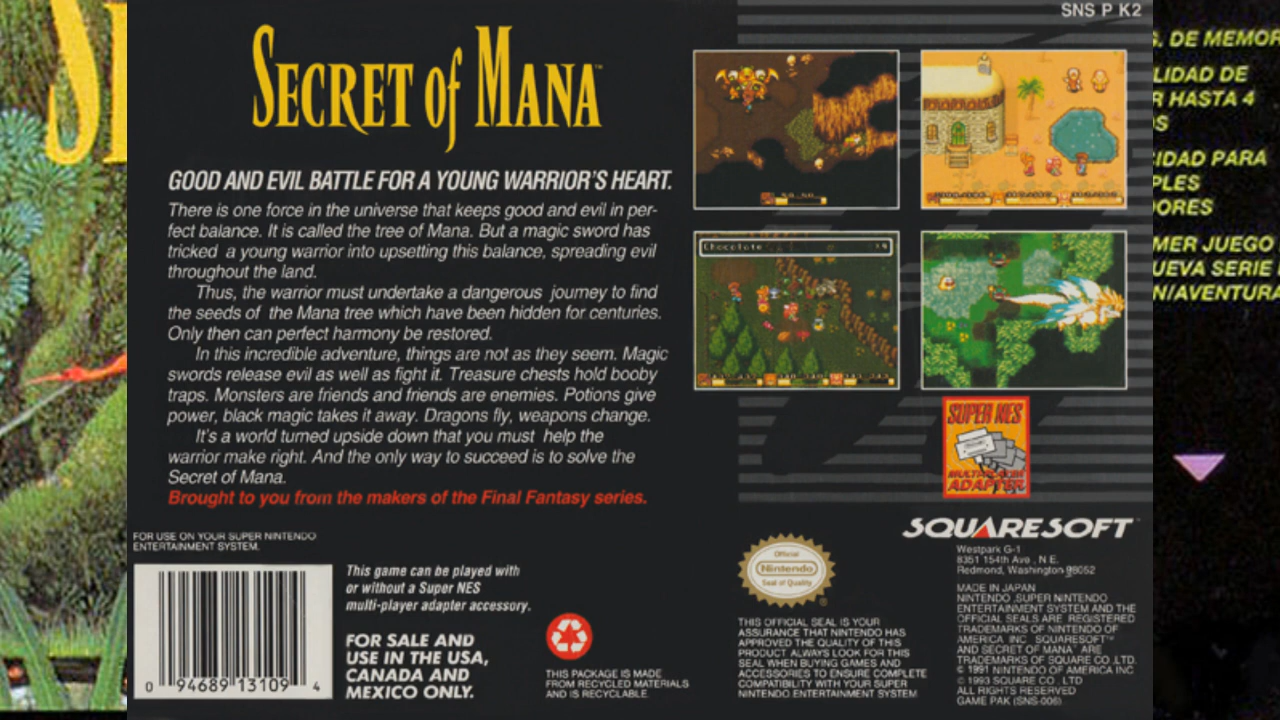 SNS P K2
SECRET of MANA™
GOOD AND EVIL BATTLE FOR A YOUNG WARRIOR'S HEART.
There is one force in the universe that keeps good and evil in per-
fect balance. It is called the tree of Mana. But a magic sword has
tricked a young warrior into upsetting this balance, spreading evil
throughout the land.
Thus, the warrior must undertake a dangerous journey to find
the seeds of the Mana tree which have been hidden for centuries.
Only then can perfect harmony be restored.
In this incredible adventure, things are not as they seem. Magic
swords release evil as well as fight it. Treasure chests hold booby
traps. Monsters are friends and friends are enemies. Potions give
power, black magic takes it away. Dragons fly, weapons change.
It's a world turned upside down that you must help the
warrior make right. And the only way to succeed is to solve the
Secret of Mana.
Brought to you from the makers of the Final Fantasy series.
Chocolate
SUPER NES
MULTI-PLAYER
ADAPTER
FOR USE ON YOUR SUPER NINTENDO
ENTERTAINMENT SYSTEM.
0 94689 13109 4
This game can be played with
or without a Super NES
multi-player adapter accessory.
FOR SALE AND
USE IN THE USA,
CANADA AND
MEXICO ONLY.
THIS PACKAGE IS MADE
FROM RECYCLED MATERIALS
AND IS RECYCLABLE.
Official
Nintendo
Seal of Quality
®
THIS OFFICIAL SEAL IS YOUR
ASSURANCE THAT NINTENDO HAS
APPROVED THE QUALITY OF THIS
PRODUCT. ALWAYS LOOK FOR THIS
SEAL WHEN BUYING GAMES AND
ACCESSORIES TO ENSURE COMPLETE
COMPATIBILITY WITH YOUR SUPER
NINTENDO ENTERTAINMENT SYSTEM.
SQUARESOFT™
Westpark G-1
8351 154th Ave., N.E.
Redmond, Washington 98052
MADE IN JAPAN
NINTENDO, SUPER NINTENDO
ENTERTAINMENT SYSTEM AND THE
OFFICIAL SEALS ARE REGISTERED
TRADEMARKS OF NINTENDO OF
AMERICA INC. SQUARESOFT™
AND SECRET OF MANA™ ARE
TRADEMARKS OF SQUARE CO. LTD.
© 1991 NINTENDO OF AMERICA INC.
© 1993 SQUARE CO., LTD
ALL RIGHTS RESERVED
GAME PAK (SNS-006)
. DE MEMOR
LIDAD DE
R HASTA 4
OS
IDAD PARA
PLES
DORES
MER JUEGO
UEVA SERIE
N/AVENTURA